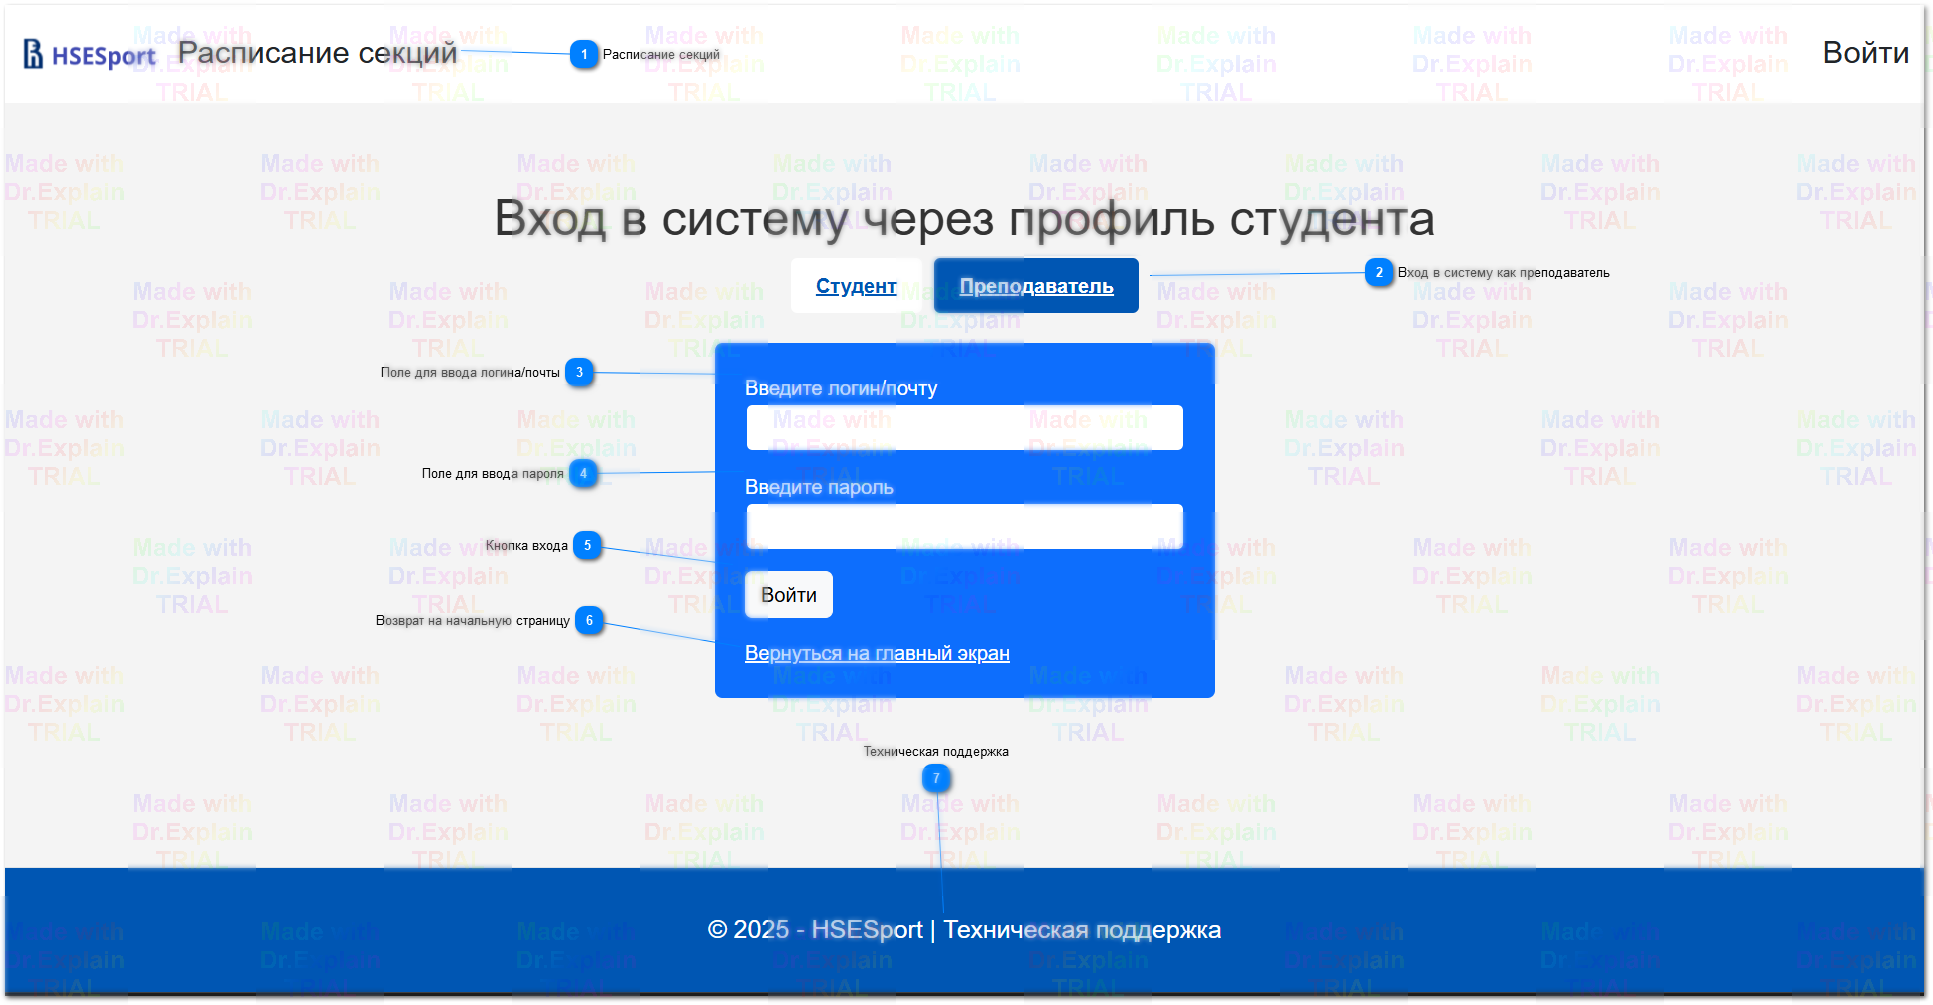 HSESport Расписание секций 1 Расписание секций Войти
Вход в систему через профиль студента
Студент Преподаватель 2 Вход в систему как преподаватель
Поле для ввода логина/почты 3
Введите логин/почту
Поле для ввода пароля 4
Введите пароль
Кнопка входа 5
Войти
Возврат на начальную страницу 6
Вернуться на главный экран
Техническая поддержка
7
© 2025 - HSESport | Техническая поддержка
Made with
Dr.Explain
TRIAL